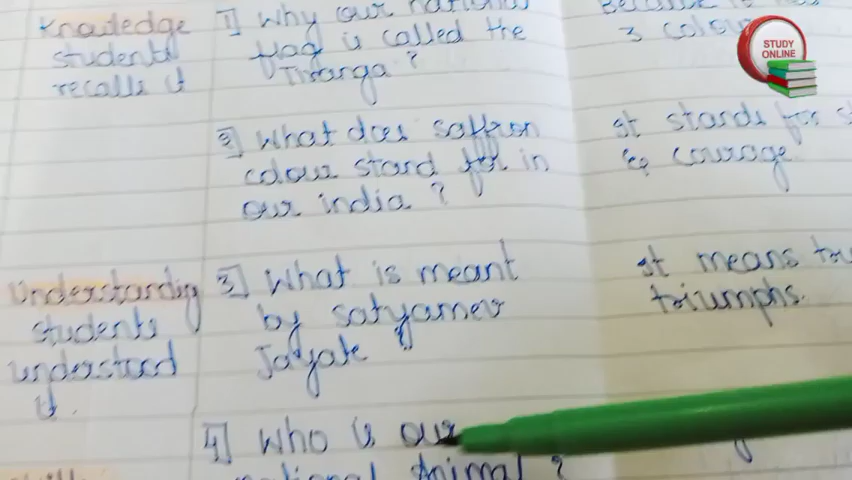 Knowledge
students
recalls it
1] Why our national
flag is called the
Tiranga ?
3 colour
2] What does saffron
colour stand for in
our india ?
It stands for
courage.
Understanding
students
understood
it.
3] What is meant
by satyamev
Jayate ?
It means
triumphs.
4] Who is our
national Animal ?
STUDY
ONLINE